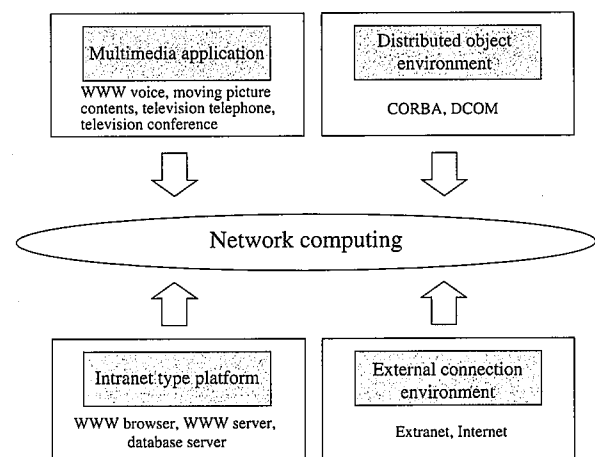 Multimedia application
WWW voice, moving picture
contents, television telephone,
television conference
Distributed object
environment
CORBA, DCOM
Network computing
Intranet type platform
WWW browser, WWW server,
database server
External connection
environment
Extranet, Internet